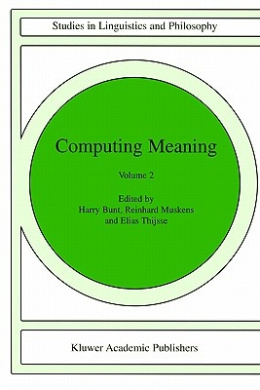 Studies in Linguistics and Philosophy
Computing Meaning
Volume 2
Edited by
Harry Bunt, Reinhard Muskens
and Elias Thijsse
Kluwer Academic Publishers